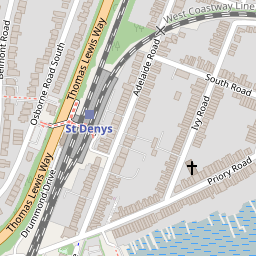 West Coastway Line
Thomas Lewis Way
Adelaide Road
Osborne Road South
Belmont Road
South Road
Ivy Road
St Denys
Priory Road
Thomas Lewis Way
Drummond Drive